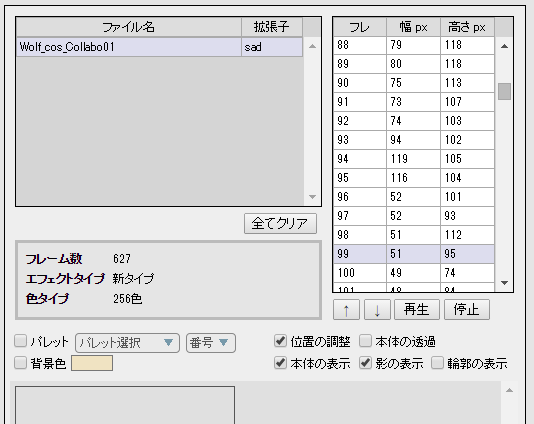 ファイル名 拡張子
Wolf_cos_Collabo01 sad
フレ 幅 px 高さ px
88 79 118
89 80 118
90 75 113
91 73 107
92 74 103
93 94 102
94 119 105
95 116 104
96 52 101
97 52 93
98 51 112
99 51 95
100 49 74
101 48 84
全てクリア
フレーム数 627
エフェクトタイプ 新タイプ
色タイプ 256色
↑ ↓ 再生 停止
パレット パレット選択 番号
位置の調整 本体の透過
背景色
本体の表示 影の表示 輪郭の表示